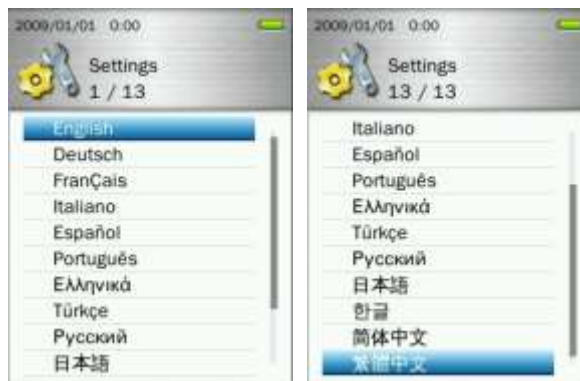 2009/01/01 0:00
Settings
1 / 13
English
Deutsch
FranÇais
Italiano
Español
Português
Ελληνικά
Türkçe
Русский
日本語
2009/01/01 0:00
Settings
13 / 13
Italiano
Español
Português
Ελληνικά
Türkçe
Русский
日本語
한글
简体中文
繁體中文